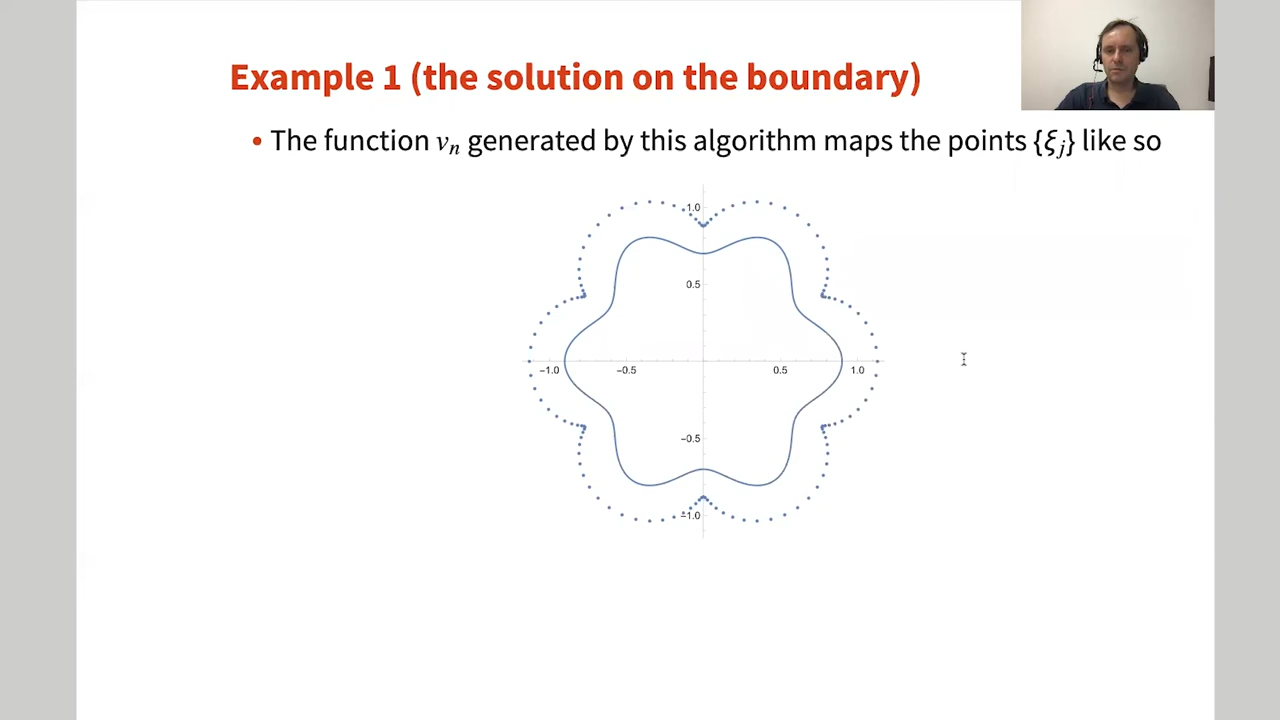 Example 1 (the solution on the boundary)
• The function vₙ generated by this algorithm maps the points {ξⱼ} like so
1.0
0.5
−1.0 −0.5 0.5 1.0
−0.5
−1.0